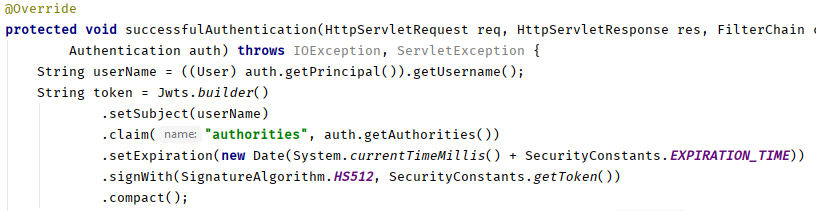 @Override
protected void successfulAuthentication(HttpServletRequest req, HttpServletResponse res, FilterChain
        Authentication auth) throws IOException, ServletException {
    String userName = ((User) auth.getPrincipal()).getUsername();
    String token = Jwts.builder()
            .setSubject(userName)
            .claim( name: "authorities", auth.getAuthorities())
            .setExpiration(new Date(System.currentTimeMillis() + SecurityConstants.EXPIRATION_TIME))
            .signWith(SignatureAlgorithm.HS512, SecurityConstants.getToken())
            .compact();